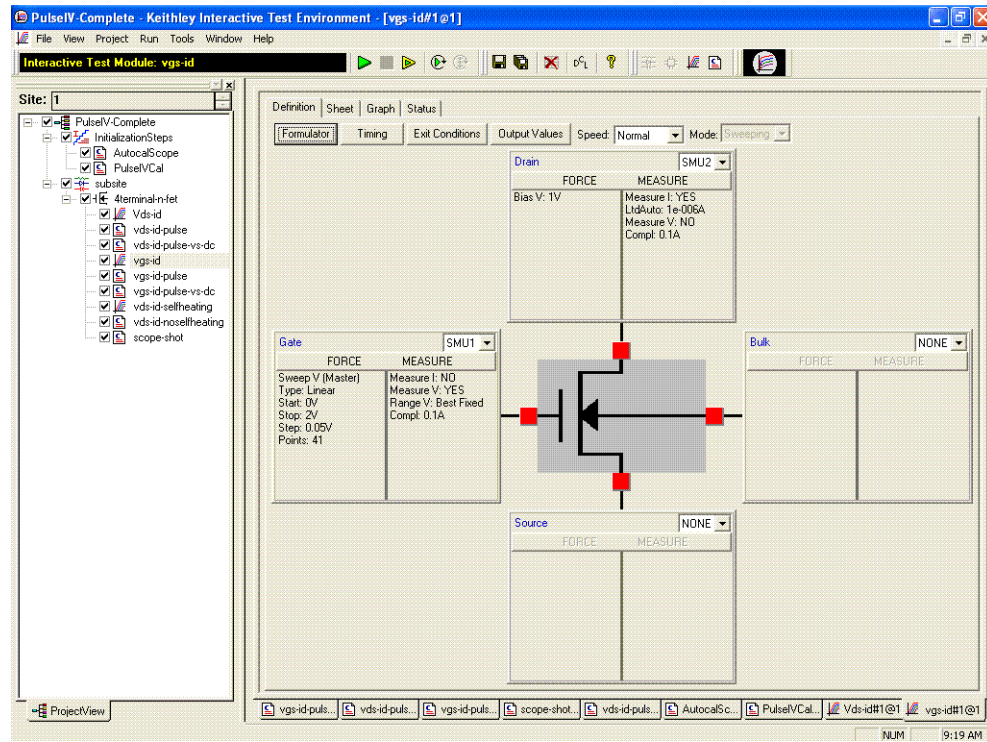 PulseIV-Complete - Keithley Interactive Test Environment - [vgs-id#1@1]
File View Project Run Tools Window Help
Interactive Test Module: vgs-id
Site: 1
PulseIV-Complete
InitializationSteps
AutocalScope
PulseIVCal
subsite
4terminal-n-fet
Vds-id
vds-id-pulse
vds-id-pulse-vs-dc
vgs-id
vgs-id-pulse
vgs-id-pulse-vs-dc
vds-id-selfheating
vds-id-noselfheating
scope-shot
ProjectView
Definition Sheet Graph Status
Formulator Timing Exit Conditions Output Values Speed: Normal Mode: Sweeping
Drain SMU2
FORCE MEASURE
Bias V: 1V Measure I: YES
LtdAuto: 1e-006A
Measure V: NO
Compl: 0.1A
Gate SMU1
FORCE MEASURE
Sweep V (Master) Measure I: NO
Type: Linear Measure V: YES
Start: 0V Range V: Best Fixed
Stop: 2V Compl: 0.1A
Step: 0.05V
Points: 41
Bulk NONE
FORCE MEASURE
Source NONE
FORCE MEASURE
vgs-id-puls... vds-id-puls... vgs-id-puls... scope-shot... vds-id-puls... AutocalSc... PulseIVCal... Vds-id#1@1 vgs-id#1@1
NUM 9:19 AM